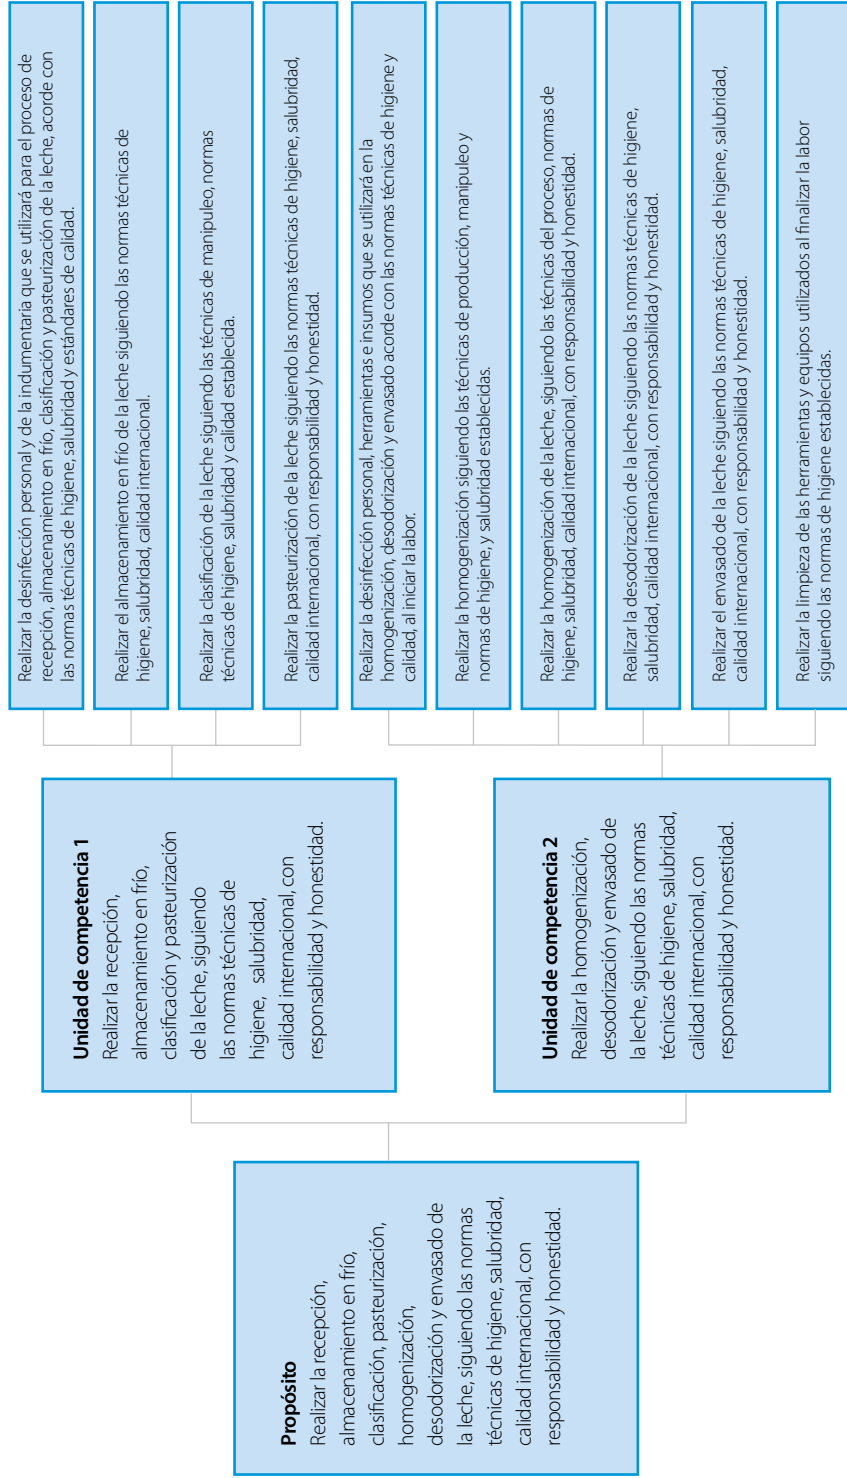 Propósito
Realizar la recepción,
almacenamiento en frío,
clasificación, pasteurización,
homogenización,
desodorización y envasado de
la leche, siguiendo las normas
técnicas de higiene, salubridad,
calidad internacional, con
responsabilidad y honestidad.
Unidad de competencia 1
Realizar la recepción,
almacenamiento en frío,
clasificación y pasteurización
de la leche, siguiendo
las normas técnicas de
higiene, salubridad,
calidad internacional, con
responsabilidad y honestidad.
Unidad de competencia 2
Realizar la homogenización,
desodorización y envasado de
la leche, siguiendo las normas
técnicas de higiene, salubridad,
calidad internacional, con
responsabilidad y honestidad.
Realizar la desinfección personal y de la indumentaria que se utilizará para el proceso de
recepción, almacenamiento en frío, clasificación y pasteurización de la leche, acorde con
las normas técnicas de higiene, salubridad y estándares de calidad.
Realizar el almacenamiento en frío de la leche siguiendo las normas técnicas de
higiene, salubridad, calidad internacional.
Realizar la clasificación de la leche siguiendo las técnicas de manipuleo, normas
técnicas de higiene, salubridad y calidad establecida.
Realizar la pasteurización de la leche siguiendo las normas técnicas de higiene, salubridad,
calidad internacional, con responsabilidad y honestidad.
Realizar la desinfección personal, herramientas e insumos que se utilizará en la
homogenización, desodorización y envasado acorde con las normas técnicas de higiene y
calidad, al iniciar la labor.
Realizar la homogenización siguiendo las técnicas de producción, manipuleo y
normas de higiene, y salubridad establecidas.
Realizar la homogenización de la leche, siguiendo las técnicas del proceso, normas de
higiene, salubridad, calidad internacional, con responsabilidad y honestidad.
Realizar la desodorización de la leche siguiendo las normas técnicas de higiene,
salubridad, calidad internacional, con responsabilidad y honestidad.
Realizar el envasado de la leche siguiendo las normas técnicas de higiene, salubridad,
calidad internacional, con responsabilidad y honestidad.
Realizar la limpieza de las herramientas y equipos utilizados al finalizar la labor
siguiendo las normas de higiene establecidas.